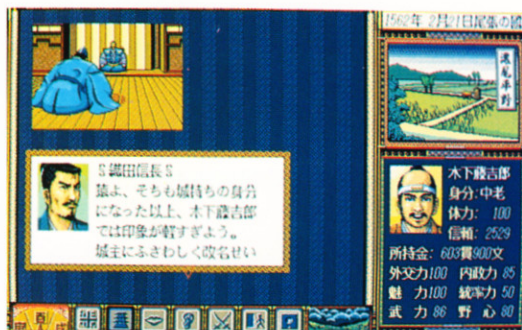 1562年 2月21日尾張の国
濃尾平野
S織田信長S
猿よ、そちも城持ちの身分
になった以上、木下藤吉郎
では印象が軽すぎよう。
城主にふさわしく改名せい
木下藤吉郎
身分:中老
体力: 100
信頼: 2529
所持金: 603貫900文
外交力100 内政力 85
魅 力100 統率力 50
武 力 86 野 心 80